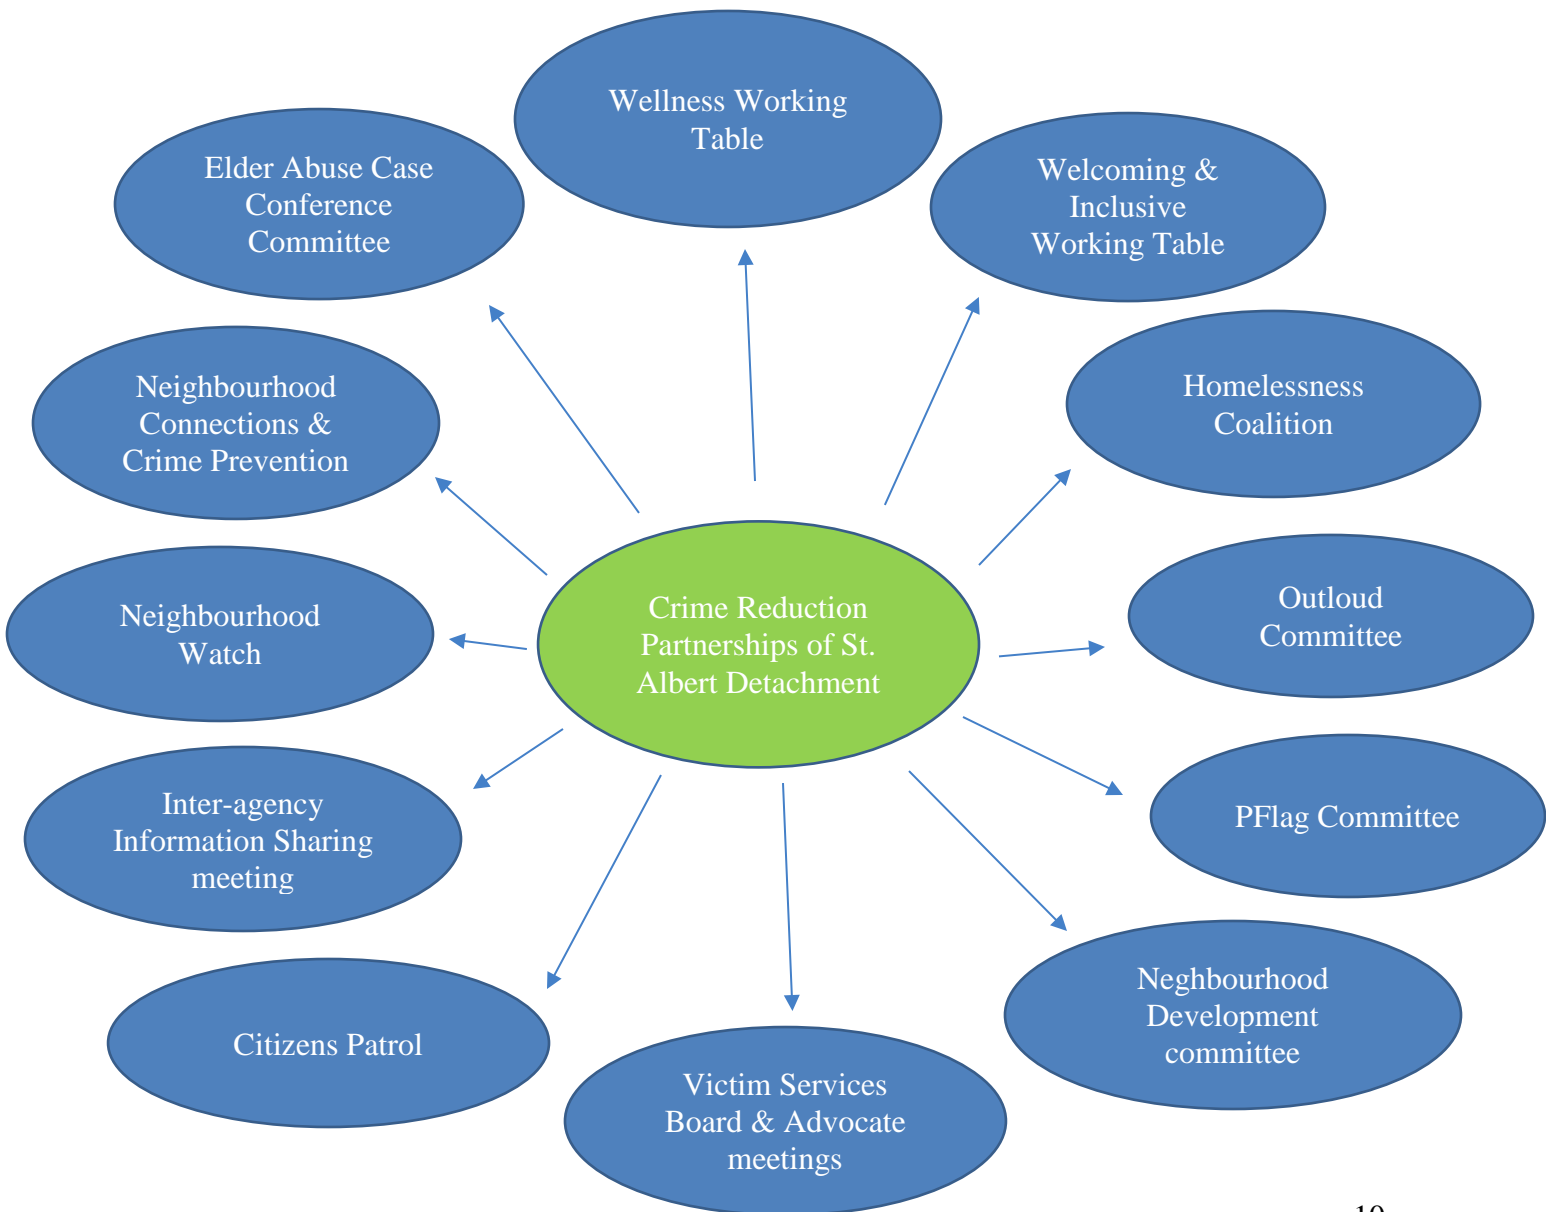 Wellness Working
Table
Elder Abuse Case
Conference
Committee
Welcoming &
Inclusive
Working Table
Neighbourhood
Connections &
Crime Prevention
Homelessness
Coalition
Neighbourhood
Watch
Crime Reduction
Partnerships of St.
Albert Detachment
Outloud
Committee
Inter-agency
Information Sharing
meeting
PFlag Committee
Citizens Patrol
Neghbourhood
Development
committee
Victim Services
Board & Advocate
meetings